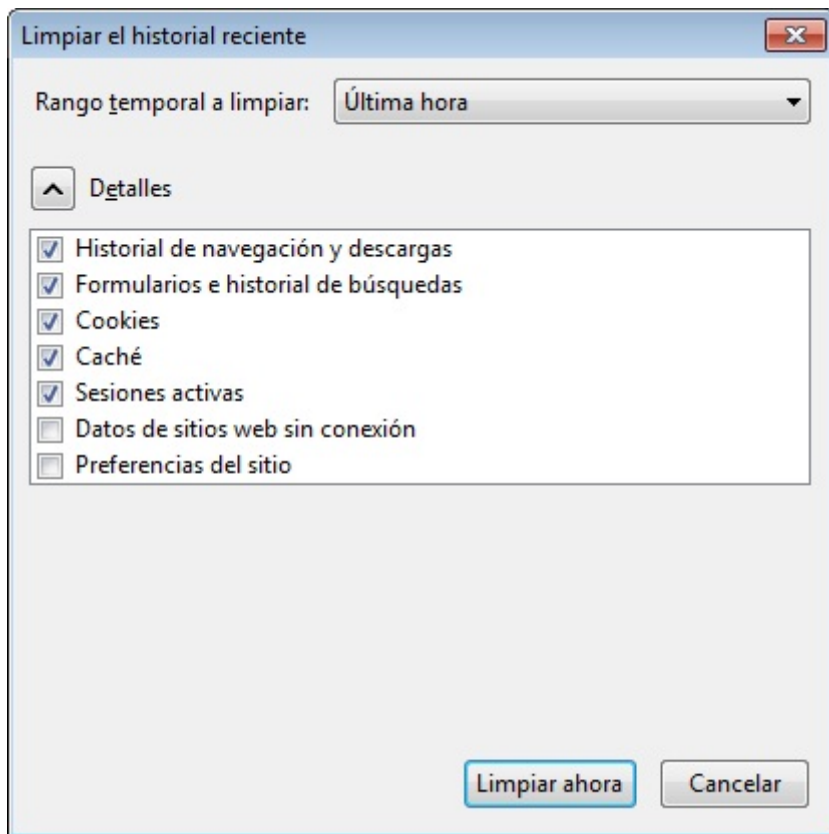 Limpiar el historial reciente
Rango temporal a limpiar: Última hora
Detalles
Historial de navegación y descargas
Formularios e historial de búsquedas
Cookies
Caché
Sesiones activas
Datos de sitios web sin conexión
Preferencias del sitio
Limpiar ahora Cancelar